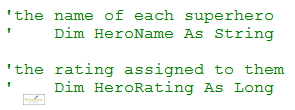 'the name of each superhero
'    Dim HeroName As String
'the rating assigned to them
'    Dim HeroRating As Long